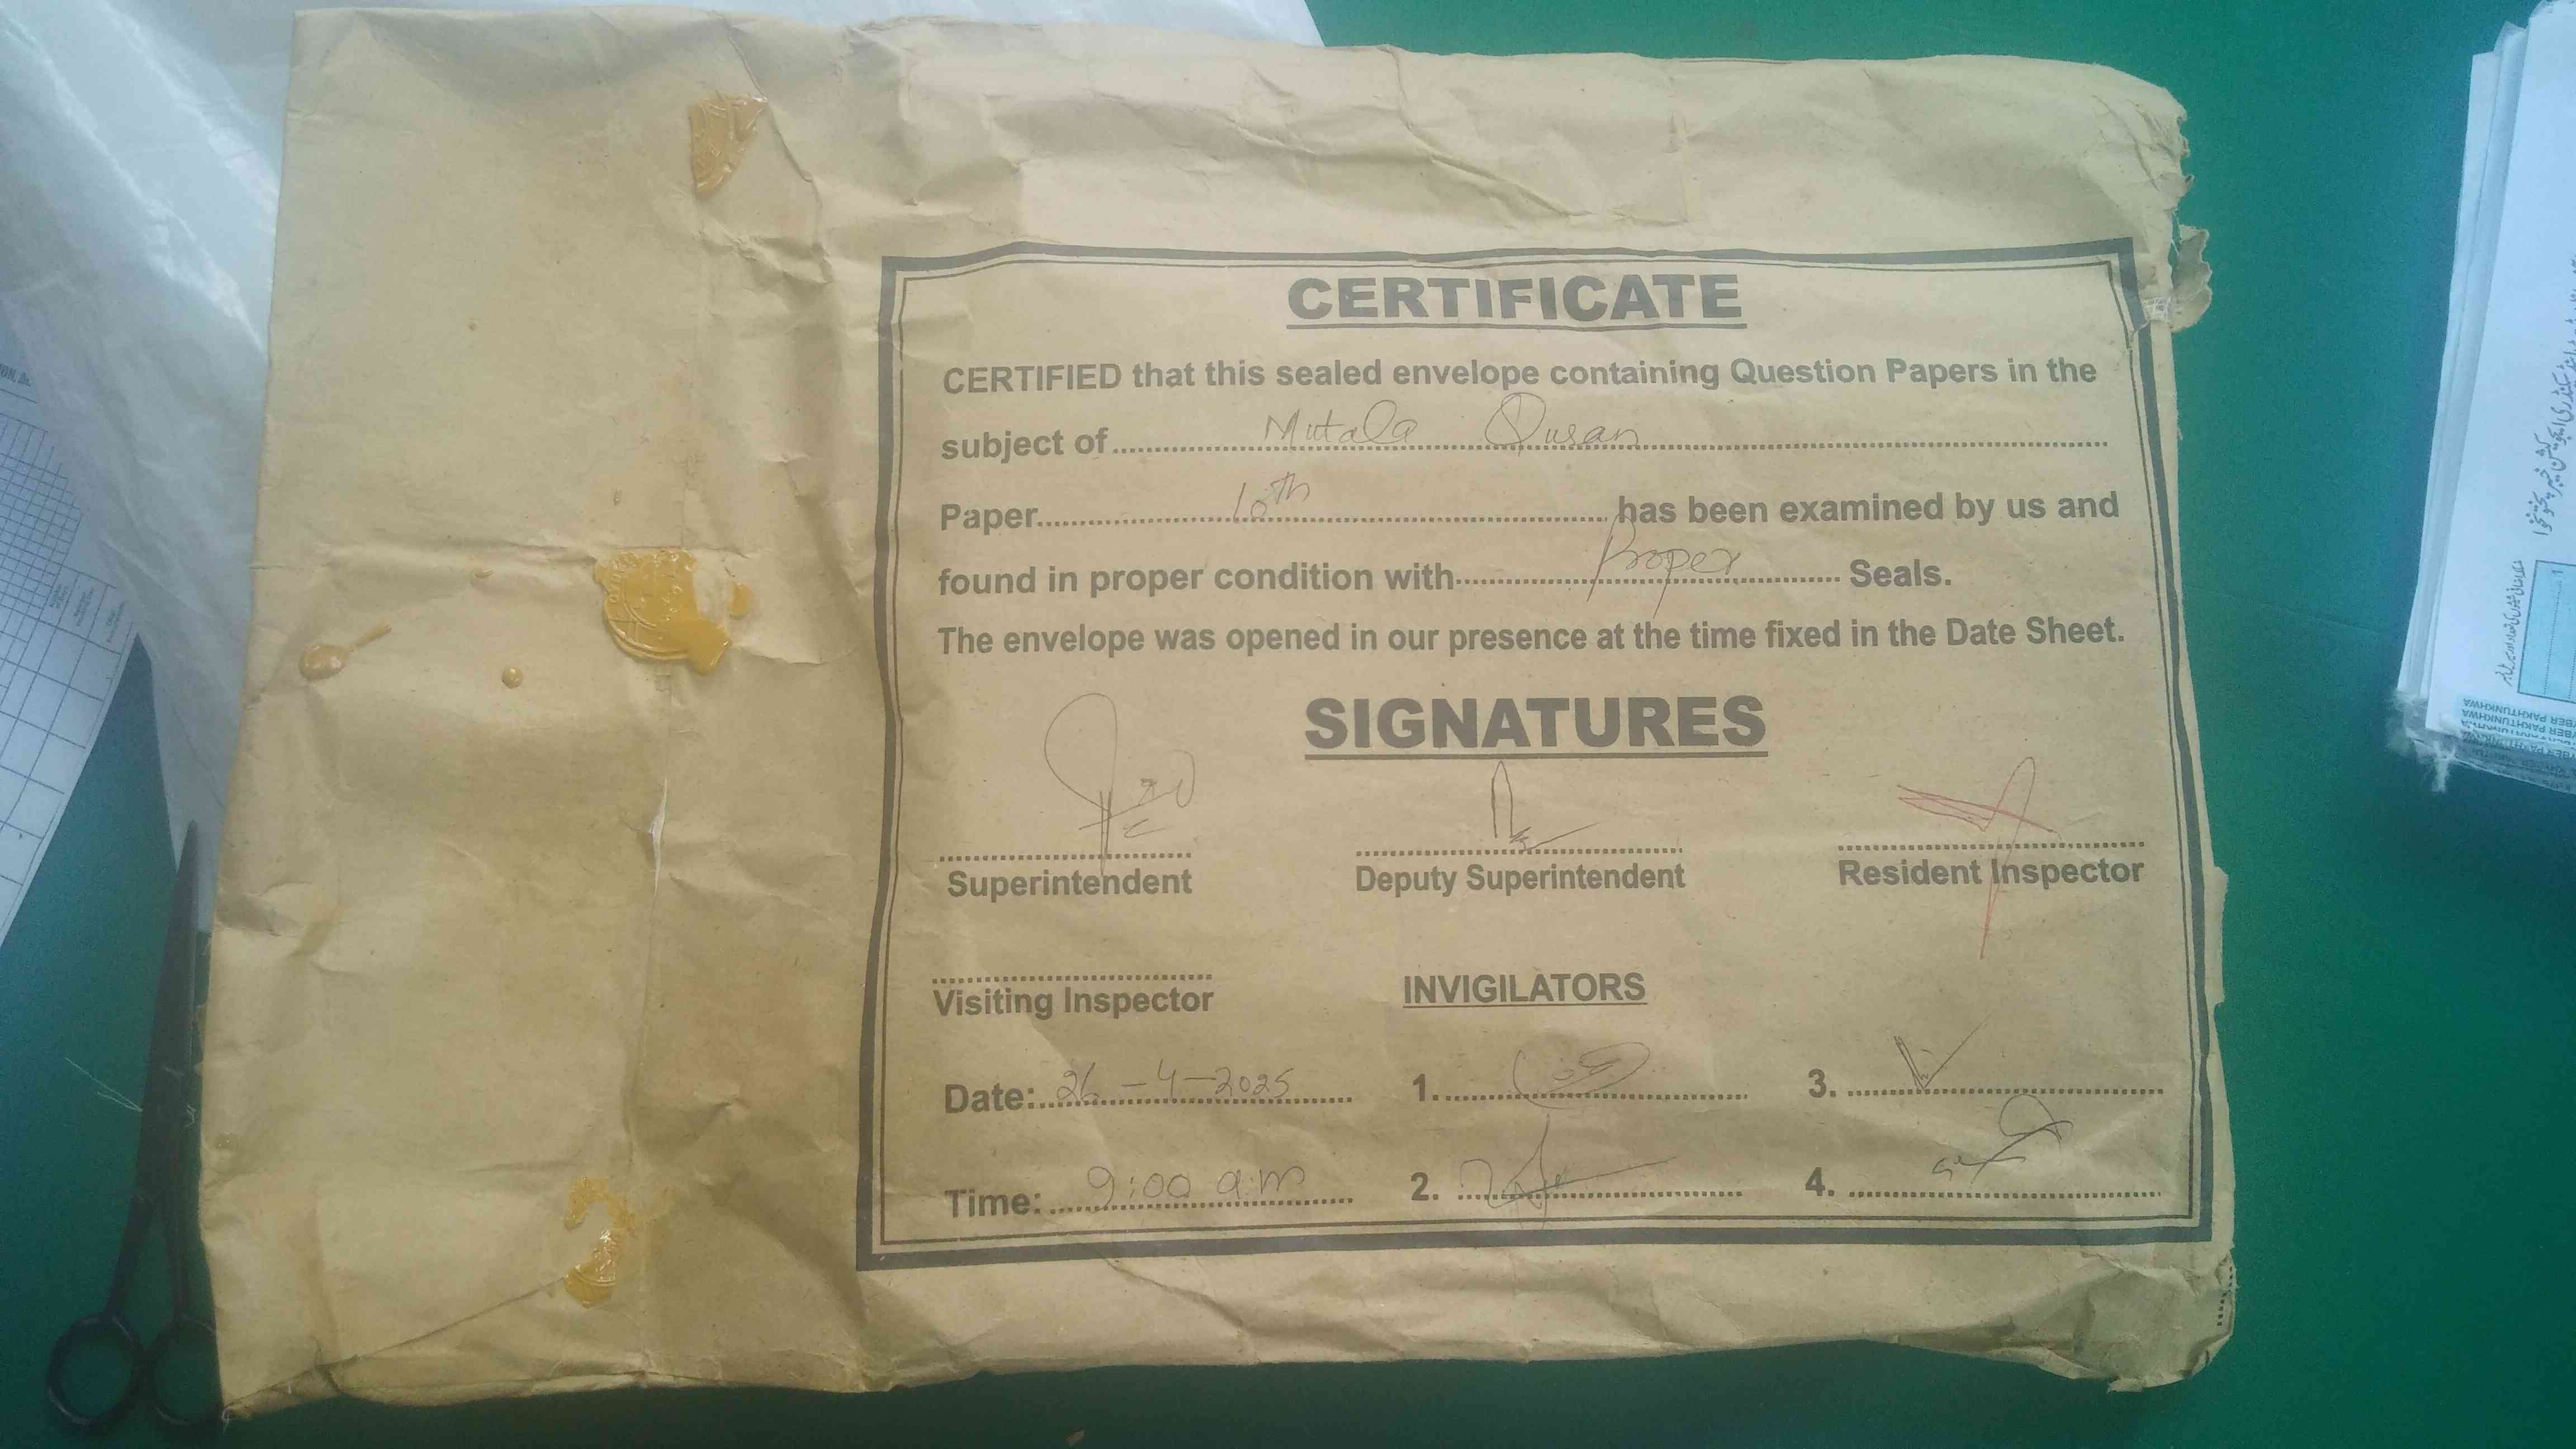 CERTIFICATE
CERTIFIED that this sealed envelope containing Question Papers in the
subject of Mutala Quran
Paper 10th has been examined by us and
found in proper condition with Proper Seals.
The envelope was opened in our presence at the time fixed in the Date Sheet.
SIGNATURES
Superintendent Deputy Superintendent Resident Inspector
Visiting Inspector INVIGILATORS
Date: 26-4-2025 1. 3.
Time: 9:00 a.m 2. 4.
BER PAKHTUNKHWA